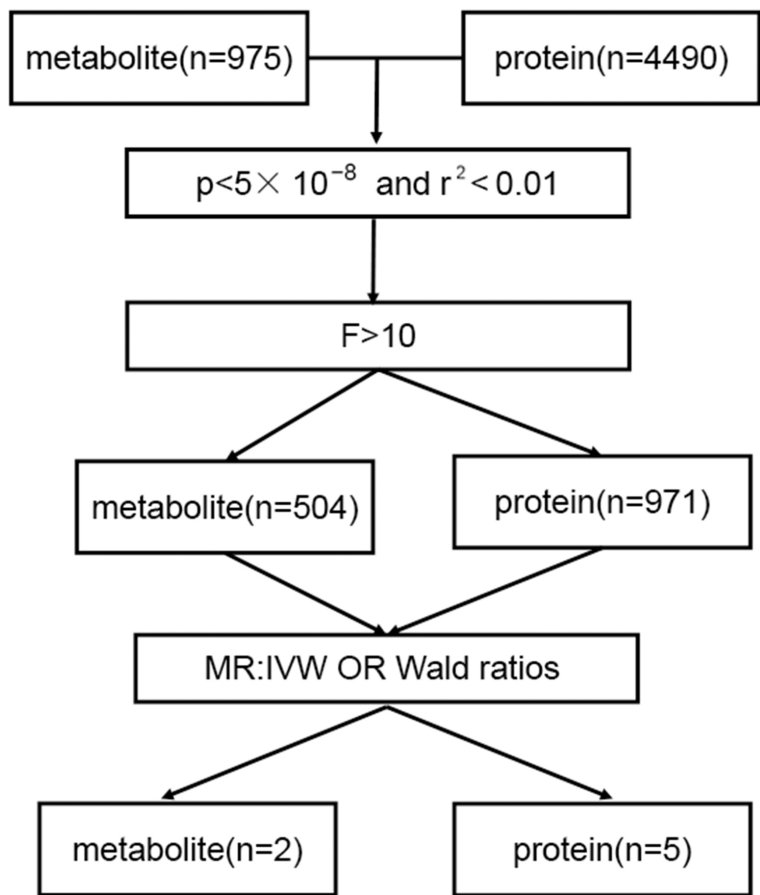 metabolite(n=975)
protein(n=4490)
p<5× 10⁻⁸ and r²<0.01
F>10
metabolite(n=504)
protein(n=971)
MR:IVW OR Wald ratios
metabolite(n=2)
protein(n=5)